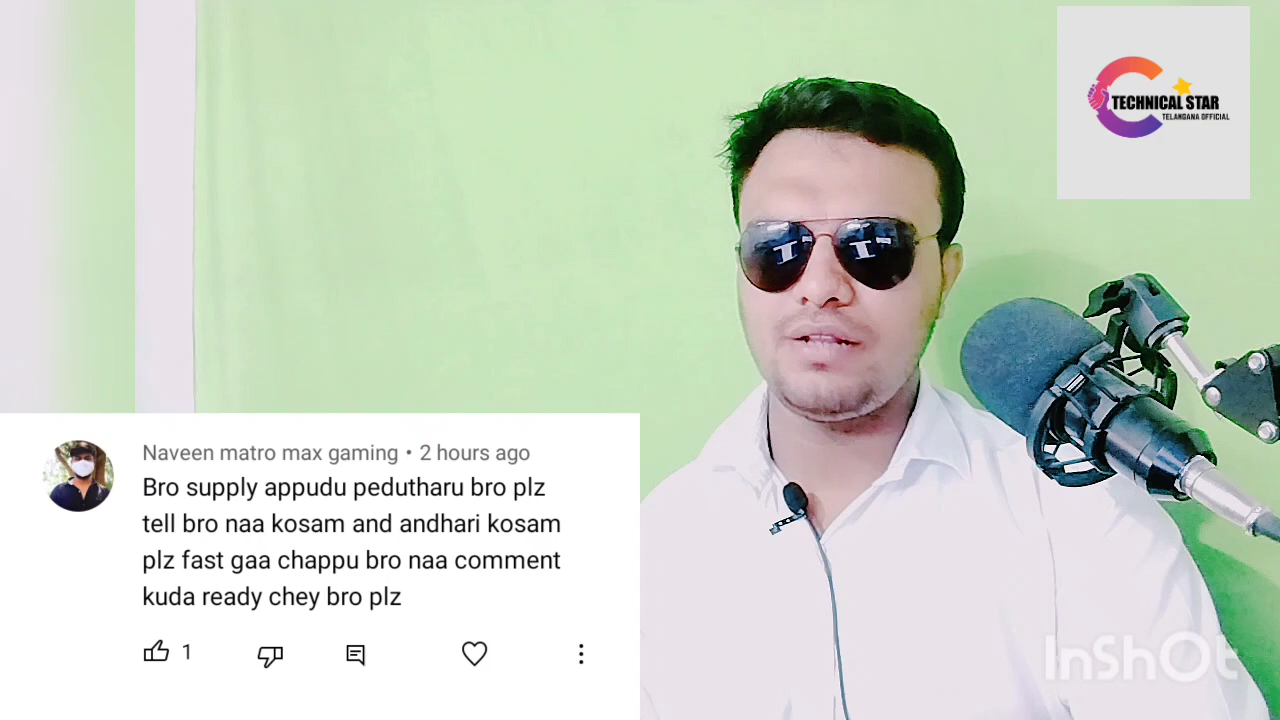 TECHNICAL STAR
TELANGANA OFFICIAL
Naveen matro max gaming • 2 hours ago
Bro supply appudu pedutharu bro plz
tell bro naa kosam and andhari kosam
plz fast gaa chappu bro naa comment
kuda ready chey bro plz
1
InShOt